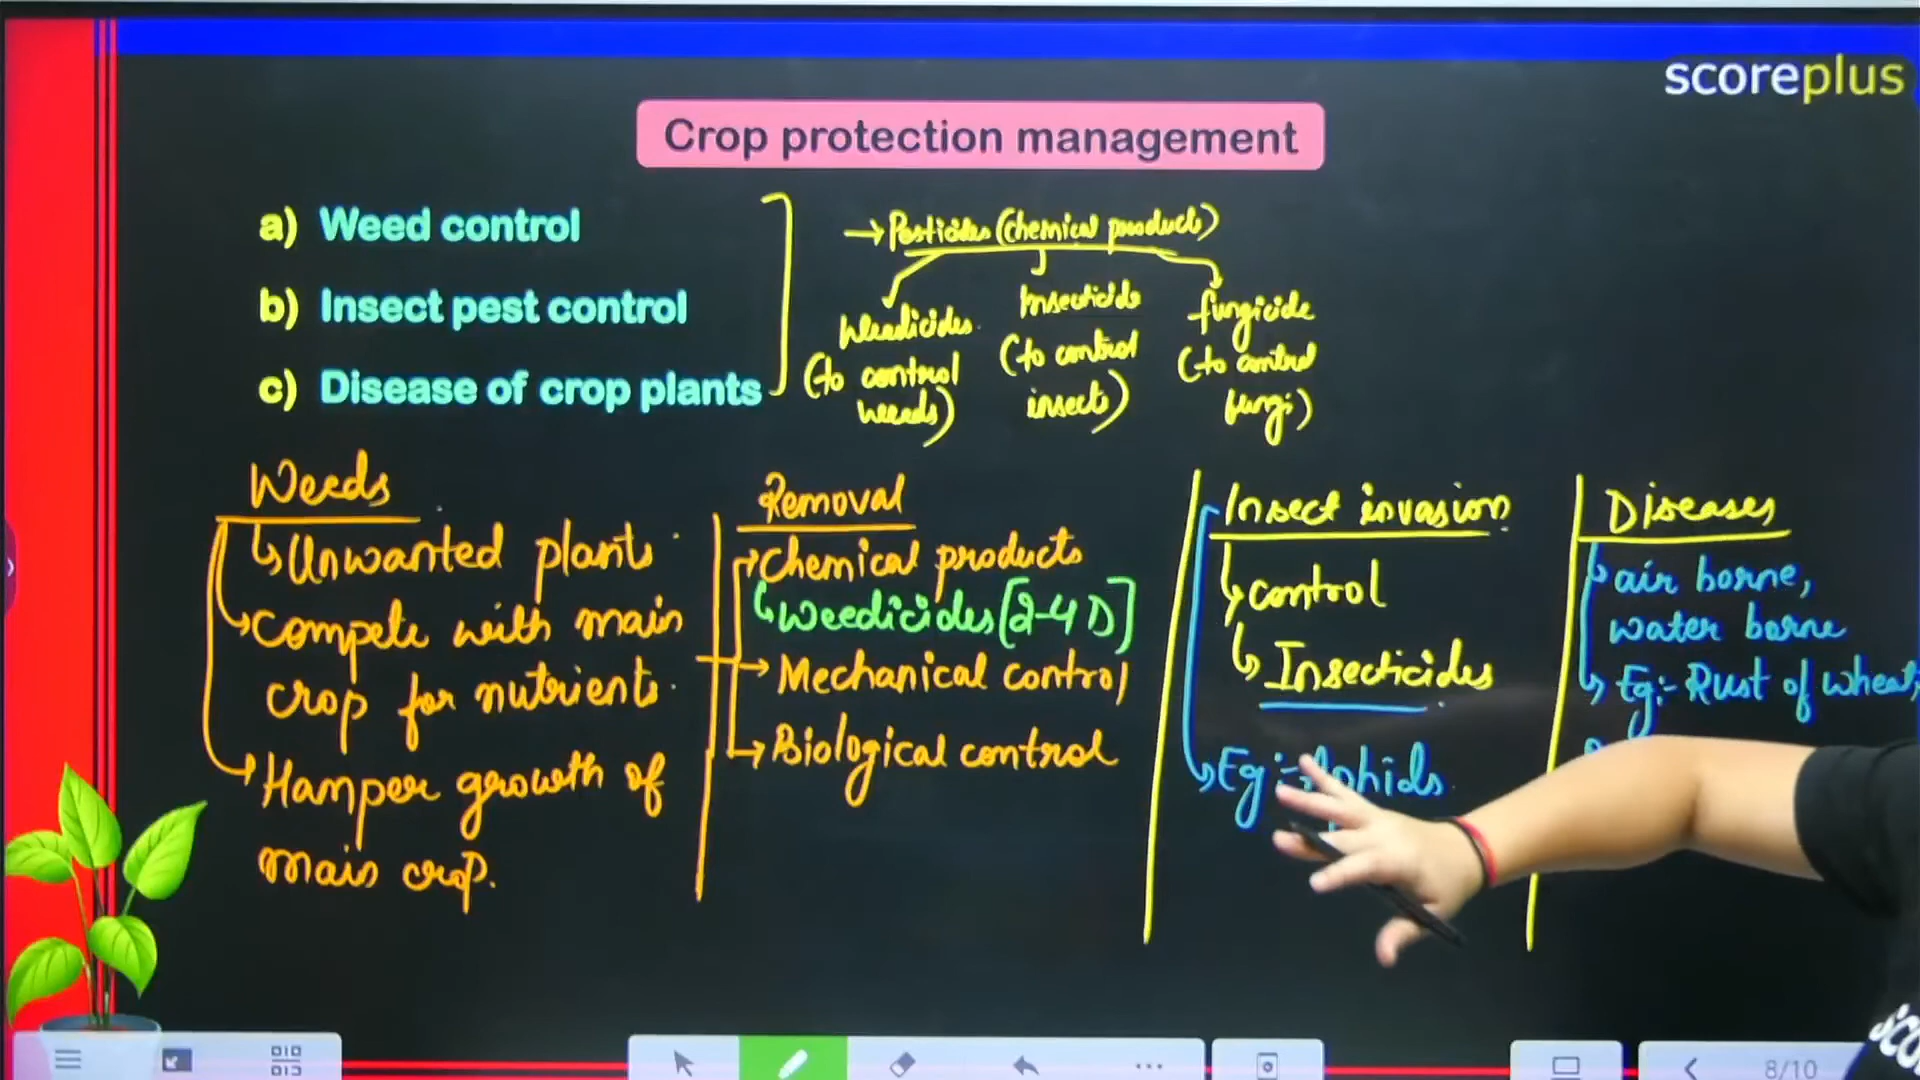 scoreplus
Crop protection management
a) Weed control
b) Insect pest control
c) Disease of crop plants
→Pesticides (chemical products)
Weedicides
(to control
weeds)
Insecticide
(to control
insects)
fungicide
(to control
fungi)
Weeds
Unwanted plants
compete with main
crop for nutrients.
Hamper growth of
main crop.
Removal
Chemical products
Weedicides [2-4 D]
→Mechanical control
→Biological control
Insect invasion
control
Insecticides
Eg:- Aphids
Diseases
air borne,
water borne
Eg:- Rust of wheat,
8/10